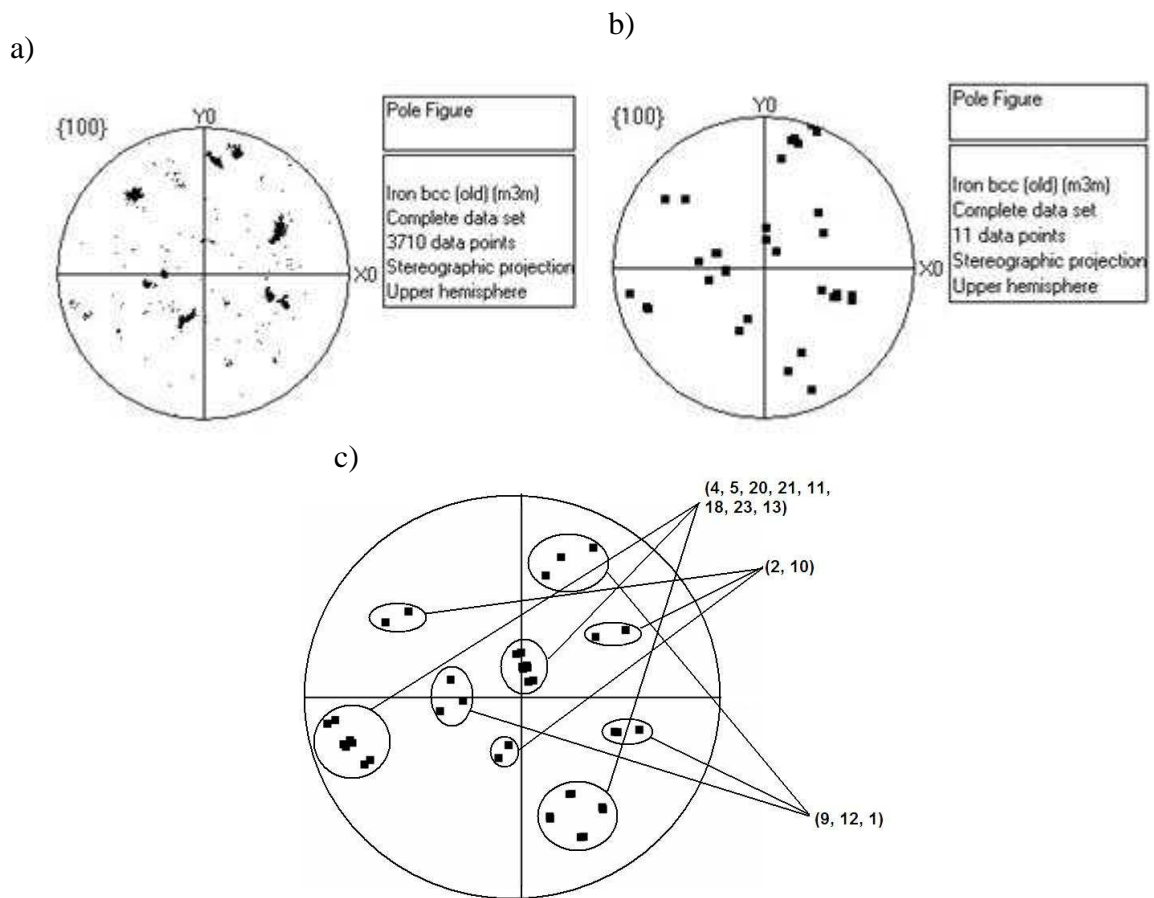 a)
{100}
Y0
X0
Pole Figure
Iron bcc (old) (m3m)
Complete data set
3710 data points
Stereographic projection
Upper hemisphere
b)
{100}
Y0
X0
Pole Figure
Iron bcc (old) (m3m)
Complete data set
11 data points
Stereographic projection
Upper hemisphere
c)
(4, 5, 20, 21, 11,
18, 23, 13)
(2, 10)
(9, 12, 1)